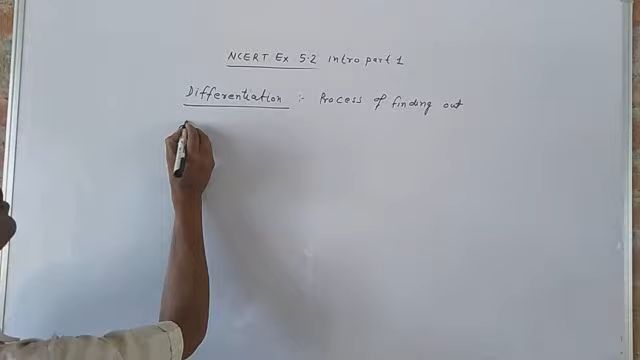 NCERT Ex 5.2 intro part 1
Differentiation :- Process of finding out